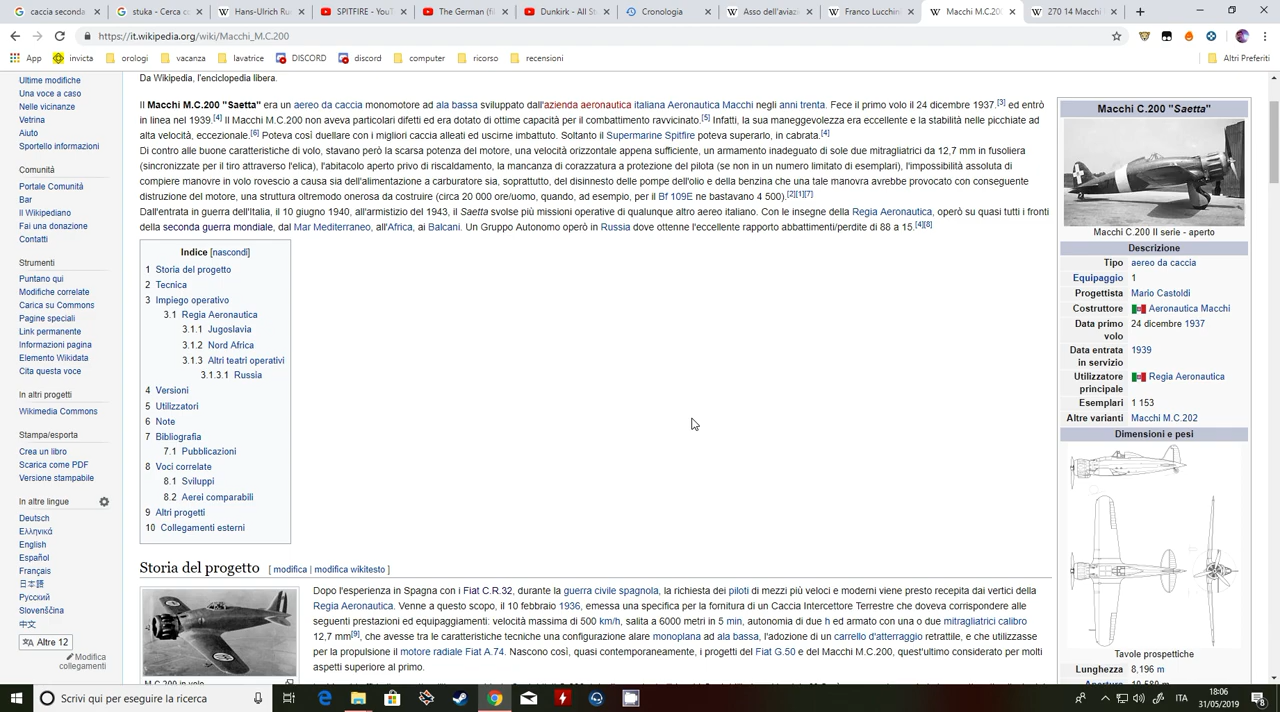 caccia seconda
stuka - Cerca c
Hans-Ulrich Ru
SPITFIRE - YouT
The German (fil
Dunkirk - All St
Cronologia
Asso dell'aviazi
Franco Lucchin
Macchi M.C.20
270 14 Macchi
https://it.wikipedia.org/wiki/Macchi_M.C.200
App
invicta
orologi
vacanza
lavatrice
DISCORD
discord
computer
ricorso
recensioni
Altri Preferiti
Ultime modifiche
Una voce a caso
Nelle vicinanze
Vetrina
Aiuto
Sportello informazioni
Comunità
Portale Comunità
Bar
Il Wikipediano
Fai una donazione
Contatti
Strumenti
Puntano qui
Modifiche correlate
Carica su Commons
Pagine speciali
Link permanente
Informazioni pagina
Elemento Wikidata
Cita questa voce
In altri progetti
Wikimedia Commons
Stampa/esporta
Crea un libro
Scarica come PDF
Versione stampabile
In altre lingue
Deutsch
Ελληνικά
English
Español
Français
日本語
Русский
Slovenščina
中文
Altre 12
Modifica
collegamenti
Da Wikipedia, l'enciclopedia libera.
Il Macchi M.C.200 "Saetta" era un aereo da caccia monomotore ad ala bassa sviluppato dall'azienda aeronautica italiana Aeronautica Macchi negli anni trenta. Fece il primo volo il 24 dicembre 1937,[3] ed entrò
in linea nel 1939.[4] Il Macchi M.C.200 non aveva particolari difetti ed era dotato di ottime capacità per il combattimento ravvicinato.[5] Infatti, la sua maneggevolezza era eccellente e la stabilità nelle picchiate ad
alta velocità, eccezionale.[6] Poteva così duellare con i migliori caccia alleati ed uscirne imbattuto. Soltanto il Supermarine Spitfire poteva superarlo, in cabrata.[4]
Di contro alle buone caratteristiche di volo, stavano però la scarsa potenza del motore, una velocità orizzontale appena sufficiente, un armamento inadeguato di sole due mitragliatrici da 12,7 mm in fusoliera
(sincronizzate per il tiro attraverso l'elica), l'abitacolo aperto privo di riscaldamento, la mancanza di corazzatura a protezione del pilota (se non in un numero limitato di esemplari), l'impossibilità assoluta di
compiere manovre in volo rovescio a causa sia dell'alimentazione a carburatore sia, soprattutto, del disinnesto delle pompe dell'olio e della benzina che una tale manovra avrebbe provocato con conseguente
distruzione del motore, una struttura oltremodo onerosa da costruire (circa 20 000 ore/uomo, quando, ad esempio, per il Bf 109E ne bastavano 4 500).[2][1][7]
Dall'entrata in guerra dell'Italia, il 10 giugno 1940, all'armistizio del 1943, il Saetta svolse più missioni operative di qualunque altro aereo italiano. Con le insegne della Regia Aeronautica, operò su quasi tutti i fronti
della seconda guerra mondiale, dal Mar Mediterraneo, all'Africa, ai Balcani. Un Gruppo Autonomo operò in Russia dove ottenne l'eccellente rapporto abbattimenti/perdite di 88 a 15.[4][8]
Indice [nascondi]
1 Storia del progetto
2 Tecnica
3 Impiego operativo
3.1 Regia Aeronautica
3.1.1 Jugoslavia
3.1.2 Nord Africa
3.1.3 Altri teatri operativi
3.1.3.1 Russia
4 Versioni
5 Utilizzatori
6 Note
7 Bibliografia
7.1 Pubblicazioni
8 Voci correlate
8.1 Sviluppi
8.2 Aerei comparabili
9 Altri progetti
10 Collegamenti esterni
Storia del progetto [ modifica | modifica wikitesto ]
Dopo l'esperienza in Spagna con i Fiat C.R.32, durante la guerra civile spagnola, la richiesta dei piloti di mezzi più veloci e moderni viene presto recepita dai vertici della
Regia Aeronautica. Venne a questo scopo, il 10 febbraio 1936, emessa una specifica per la fornitura di un Caccia Intercettore Terrestre che doveva corrispondere alle
seguenti prestazioni ed equipaggiamenti: velocità massima di 500 km/h, salita a 6000 metri in 5 min, autonomia di due h ed armato con una o due mitragliatrici calibro
12,7 mm[9], che avesse tra le caratteristiche tecniche una configurazione alare monoplana ad ala bassa, l'adozione di un carrello d'atterraggio retrattile, e che utilizzasse
per la propulsione il motore radiale Fiat A.74. Nascono così, quasi contemporaneamente, i progetti del Fiat G.50 e del Macchi M.C.200, quest'ultimo considerato per molti
aspetti superiore al primo.
M.C.200 in volo
Macchi C.200 "Saetta"
Macchi C.200 II serie - aperto
Descrizione
Tipo aereo da caccia
Equipaggio 1
Progettista Mario Castoldi
Costruttore Aeronautica Macchi
Data primo volo 24 dicembre 1937
Data entrata in servizio 1939
Utilizzatore principale Regia Aeronautica
Esemplari 1 153
Altre varianti Macchi M.C.202
Dimensioni e pesi
Tavole prospettiche
Lunghezza 8,196 m
Scrivi qui per eseguire la ricerca
ITA
18:06
31/05/2019
8